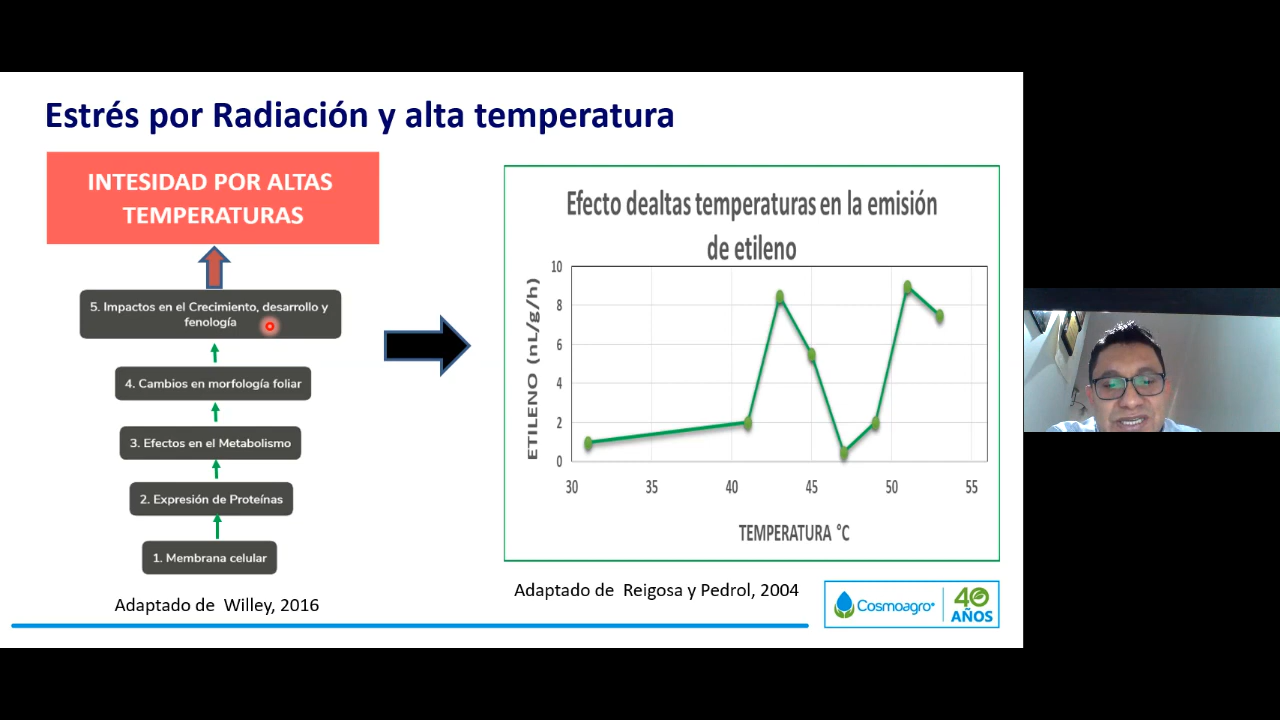 Estrés por Radiación y alta temperatura
INTESIDAD POR ALTAS
TEMPERATURAS
5. Impactos en el Crecimiento, desarrollo y
fenología
4. Cambios en morfología foliar
3. Efectos en el Metabolismo
2. Expresión de Proteínas
1. Membrana celular
Adaptado de Willey, 2016
Efecto dealtas temperaturas en la emisión
de etileno
ETILENO (nL/g/h)
10
8
6
4
2
0
30 35 40 45 50 55
TEMPERATURA °C
Adaptado de Reigosa y Pedrol, 2004
Cosmoagro
40
AÑOS